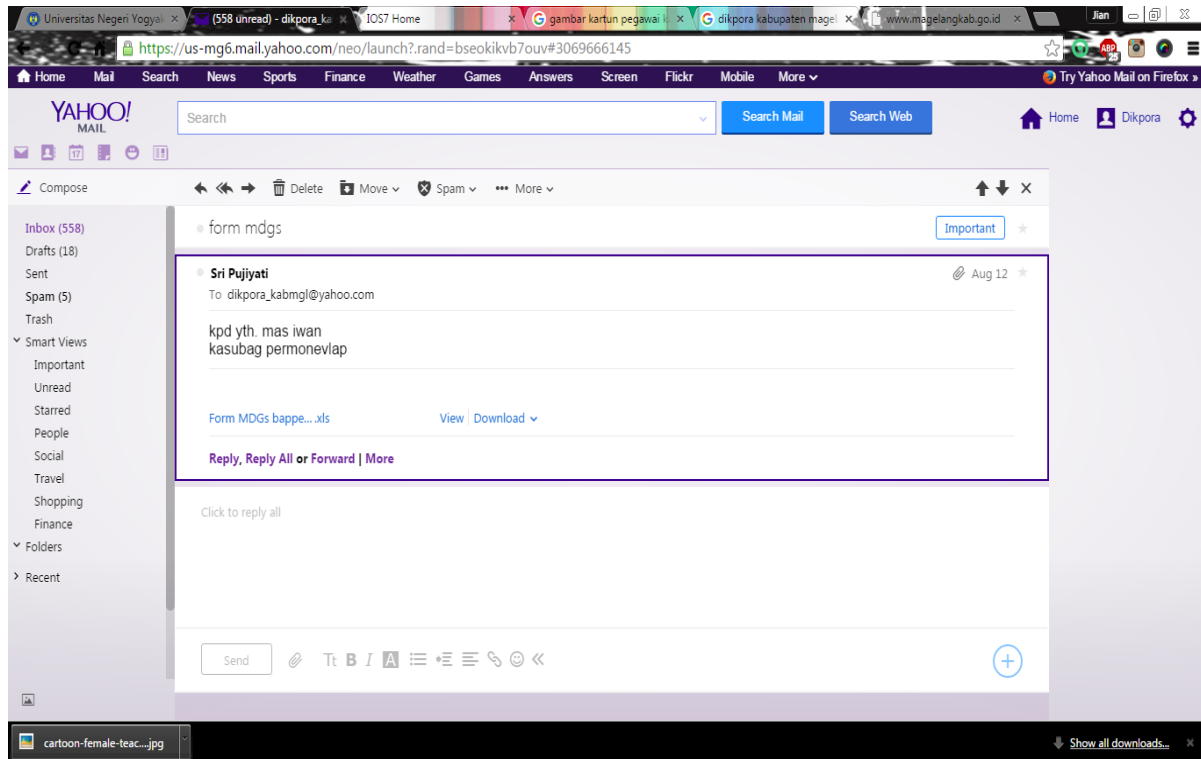 Universitas Negeri Yogyak
(558 unread) - dikpora_ka
IOS7 Home
gambar kartun pegawai k
dikpora kabupaten magel
www.magelangkab.go.id
Jian
https://us-mg6.mail.yahoo.com/neo/launch?.rand=bseokikvb7ouv#3069666145
ABP
25
Home Mail Search News Sports Finance Weather Games Answers Screen Flickr Mobile More
Try Yahoo Mail on Firefox »
YAHOO!
MAIL
Search
Search Mail
Search Web
Home
Dikpora
17
Compose
Delete Move Spam More
Inbox (558)
Drafts (18)
Sent
Spam (5)
Trash
Smart Views
Important
Unread
Starred
People
Social
Travel
Shopping
Finance
Folders
Recent
form mdgs
Important
Sri Pujiyati
Aug 12
To dikpora_kabmgl@yahoo.com
kpd yth. mas iwan
kasubag permonevlap
Form MDGs bappe... .xls
View Download
Reply, Reply All or Forward | More
Click to reply all
Send
Tt B I A
cartoon-female-teac....jpg
Show all downloads...